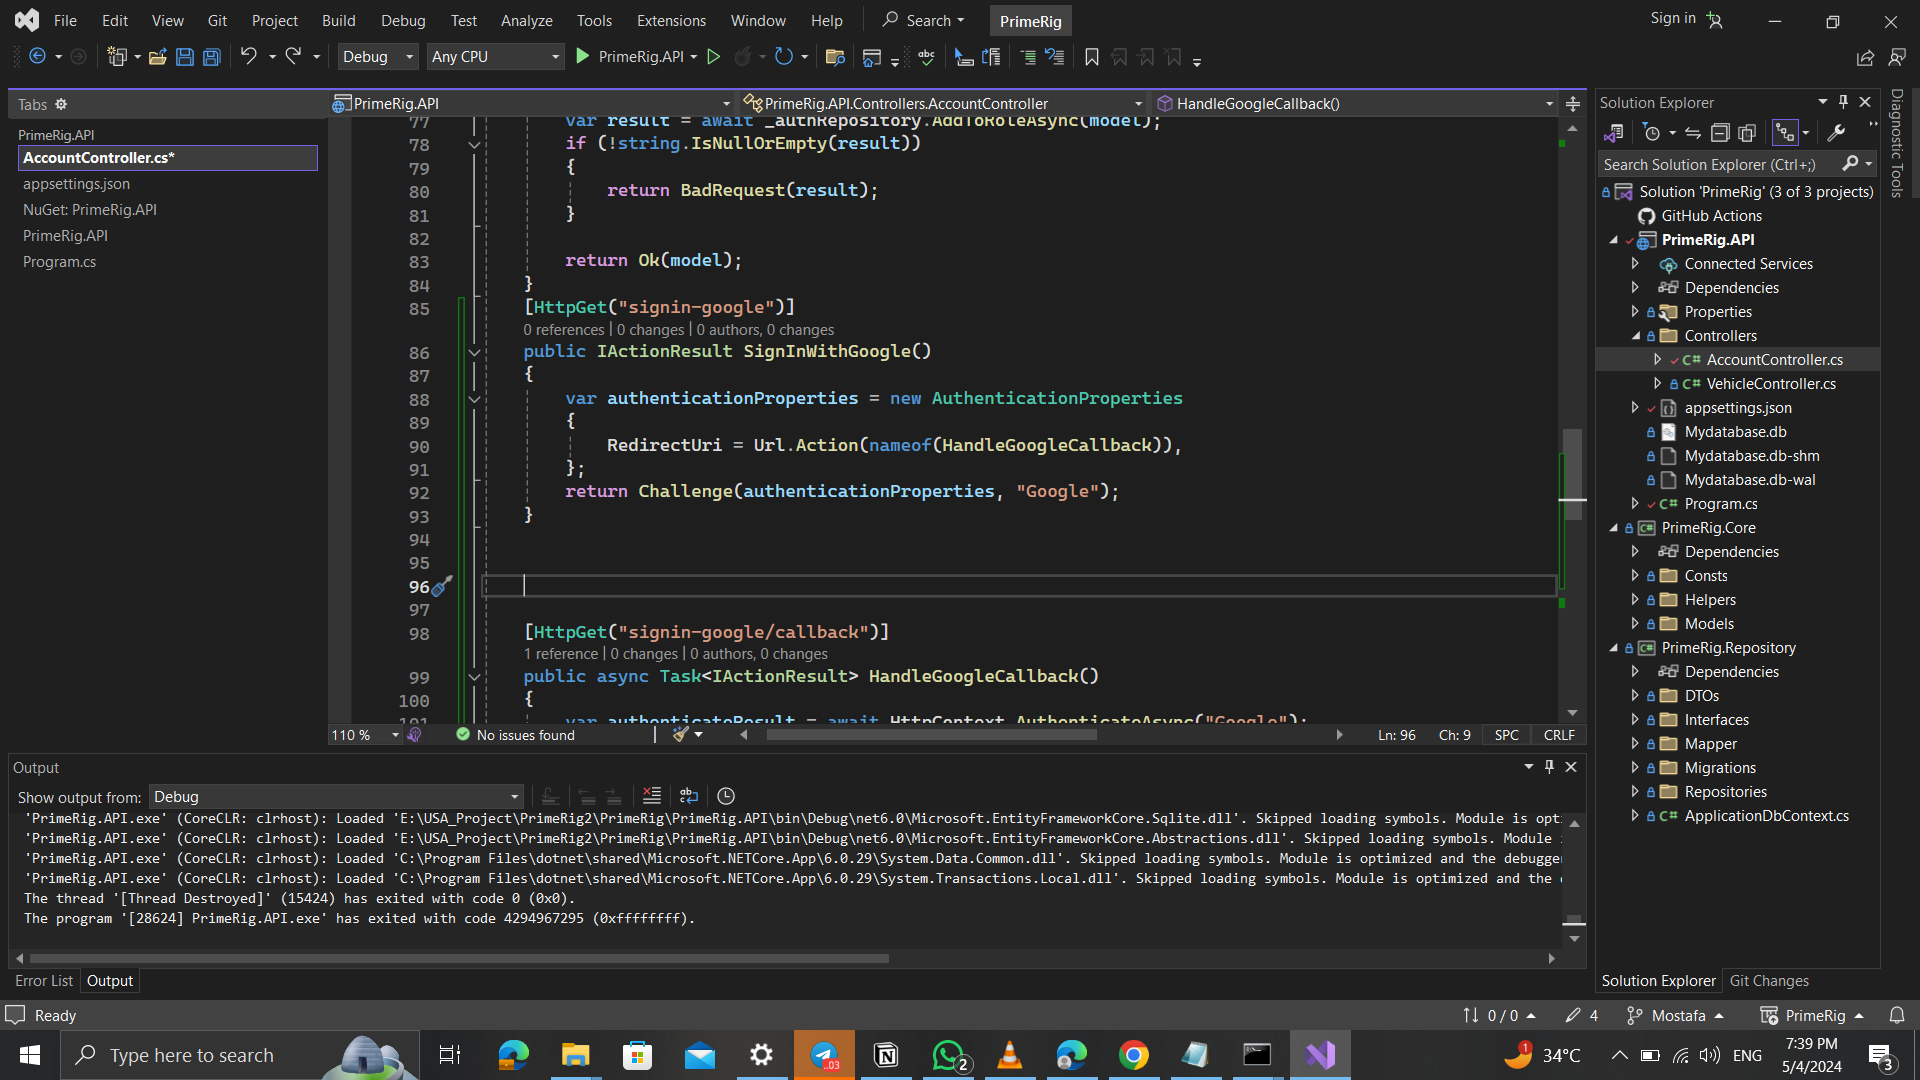 File Edit View Git Project Build Debug Test Analyze Tools Extensions Window Help Search PrimeRig Sign in
Debug Any CPU PrimeRig.API
Tabs
PrimeRig.API
AccountController.cs*
appsettings.json
NuGet: PrimeRig.API
PrimeRig.API
Program.cs
PrimeRig.API PrimeRig.API.Controllers.AccountController HandleGoogleCallback()
77 var result = await _authRepository.AddToRoleAsync(model);
78 if (!string.IsNullOrEmpty(result))
79 {
80 return BadRequest(result);
81 }
82
83 return Ok(model);
84 }
85 [HttpGet("signin-google")]
0 references | 0 changes | 0 authors, 0 changes
86 public IActionResult SignInWithGoogle()
87 {
88 var authenticationProperties = new AuthenticationProperties
89 {
90 RedirectUri = Url.Action(nameof(HandleGoogleCallback)),
91 };
92 return Challenge(authenticationProperties, "Google");
93 }
94
95
96
97
98 [HttpGet("signin-google/callback")]
1 reference | 0 changes | 0 authors, 0 changes
99 public async Task<IActionResult> HandleGoogleCallback()
100 {
101 var authenticateResult = await HttpContext.AuthenticateAsync("Google");
110 % No issues found Ln: 96 Ch: 9 SPC CRLF
Output
Show output from: Debug
'PrimeRig.API.exe' (CoreCLR: clrhost): Loaded 'E:\USA_Project\PrimeRig2\PrimeRig\PrimeRig.API\bin\Debug\net6.0\Microsoft.EntityFrameworkCore.Sqlite.dll'. Skipped loading symbols. Module is opt
'PrimeRig.API.exe' (CoreCLR: clrhost): Loaded 'E:\USA_Project\PrimeRig2\PrimeRig\PrimeRig.API\bin\Debug\net6.0\Microsoft.EntityFrameworkCore.Abstractions.dll'. Skipped loading symbols. Module
'PrimeRig.API.exe' (CoreCLR: clrhost): Loaded 'C:\Program Files\dotnet\shared\Microsoft.NETCore.App\6.0.29\System.Data.Common.dll'. Skipped loading symbols. Module is optimized and the debugge
'PrimeRig.API.exe' (CoreCLR: clrhost): Loaded 'C:\Program Files\dotnet\shared\Microsoft.NETCore.App\6.0.29\System.Transactions.Local.dll'. Skipped loading symbols. Module is optimized and the
The thread '[Thread Destroyed]' (15424) has exited with code 0 (0x0).
The program '[28624] PrimeRig.API.exe' has exited with code 4294967295 (0xffffffff).
Error List Output
Solution Explorer
Search Solution Explorer (Ctrl+;)
Solution 'PrimeRig' (3 of 3 projects)
GitHub Actions
PrimeRig.API
Connected Services
Dependencies
Properties
Controllers
C# AccountController.cs
C# VehicleController.cs
appsettings.json
Mydatabase.db
Mydatabase.db-shm
Mydatabase.db-wal
C# Program.cs
C# PrimeRig.Core
Dependencies
Consts
Helpers
Models
C# PrimeRig.Repository
Dependencies
DTOs
Interfaces
Mapper
Migrations
Repositories
C# ApplicationDbContext.cs
Solution Explorer Git Changes
Diagnostic Tools
Ready 0 / 0 4 Mostafa PrimeRig
Type here to search ..03 2 34°C ENG 7:39 PM
5/4/2024 3